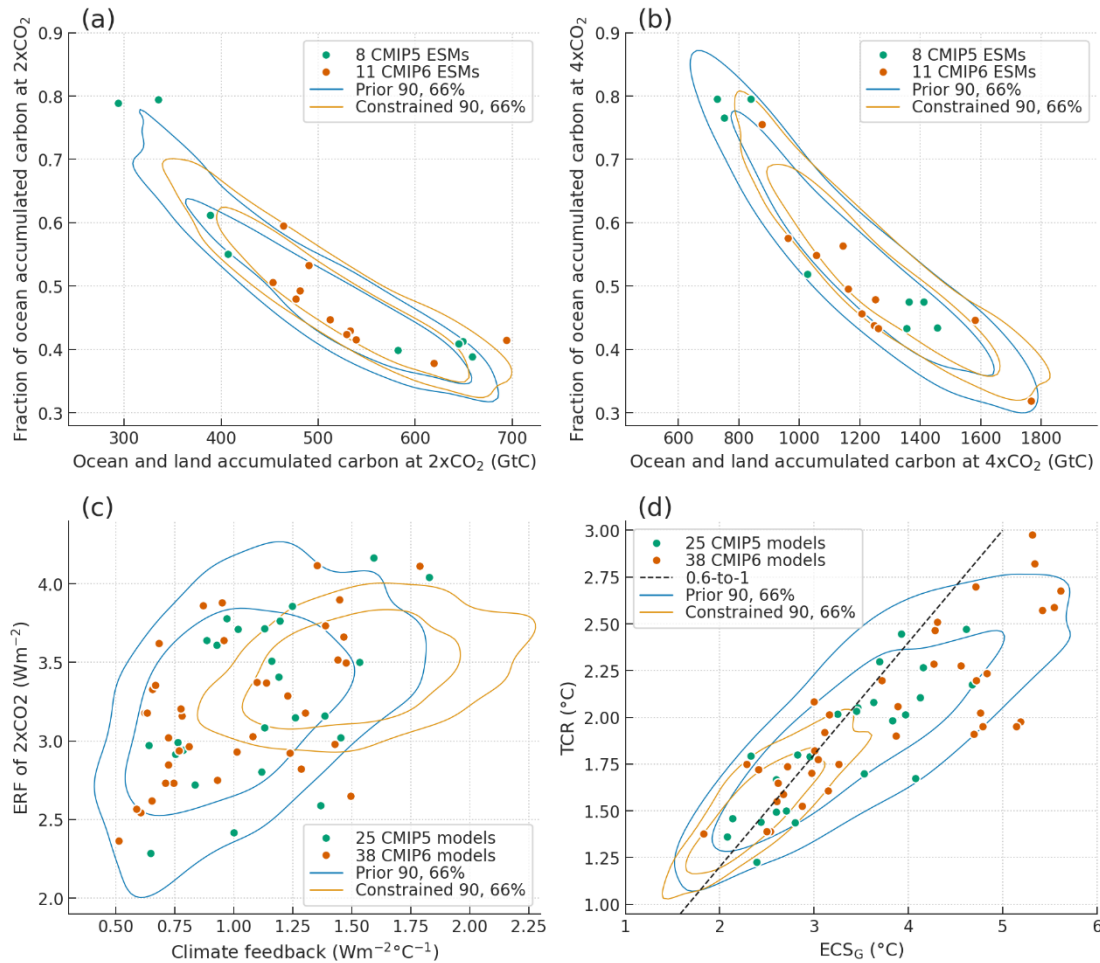 (a)
0.9
0.8
0.7
0.6
0.5
0.4
0.3
Fraction of ocean accumulated carbon at 2xCO₂
8 CMIP5 ESMs
11 CMIP6 ESMs
Prior 90, 66%
Constrained 90, 66%
300 400 500 600 700
Ocean and land accumulated carbon at 2xCO₂ (GtC)
(b)
0.9
0.8
0.7
0.6
0.5
0.4
0.3
Fraction of ocean accumulated carbon at 4xCO₂
8 CMIP5 ESMs
11 CMIP6 ESMs
Prior 90, 66%
Constrained 90, 66%
600 800 1000 1200 1400 1600 1800
Ocean and land accumulated carbon at 4xCO₂ (GtC)
(c)
4.0
3.5
3.0
2.5
2.0
ERF of 2xCO2 (Wm⁻²)
25 CMIP5 models
38 CMIP6 models
Prior 90, 66%
Constrained 90, 66%
0.50 0.75 1.00 1.25 1.50 1.75 2.00 2.25
Climate feedback (Wm⁻²°C⁻¹)
(d)
3.00
2.75
2.50
2.25
2.00
1.75
1.50
1.25
1.00
TCR (°C)
25 CMIP5 models
38 CMIP6 models
0.6-to-1
Prior 90, 66%
Constrained 90, 66%
1 2 3 4 5 6
ECS_G (°C)